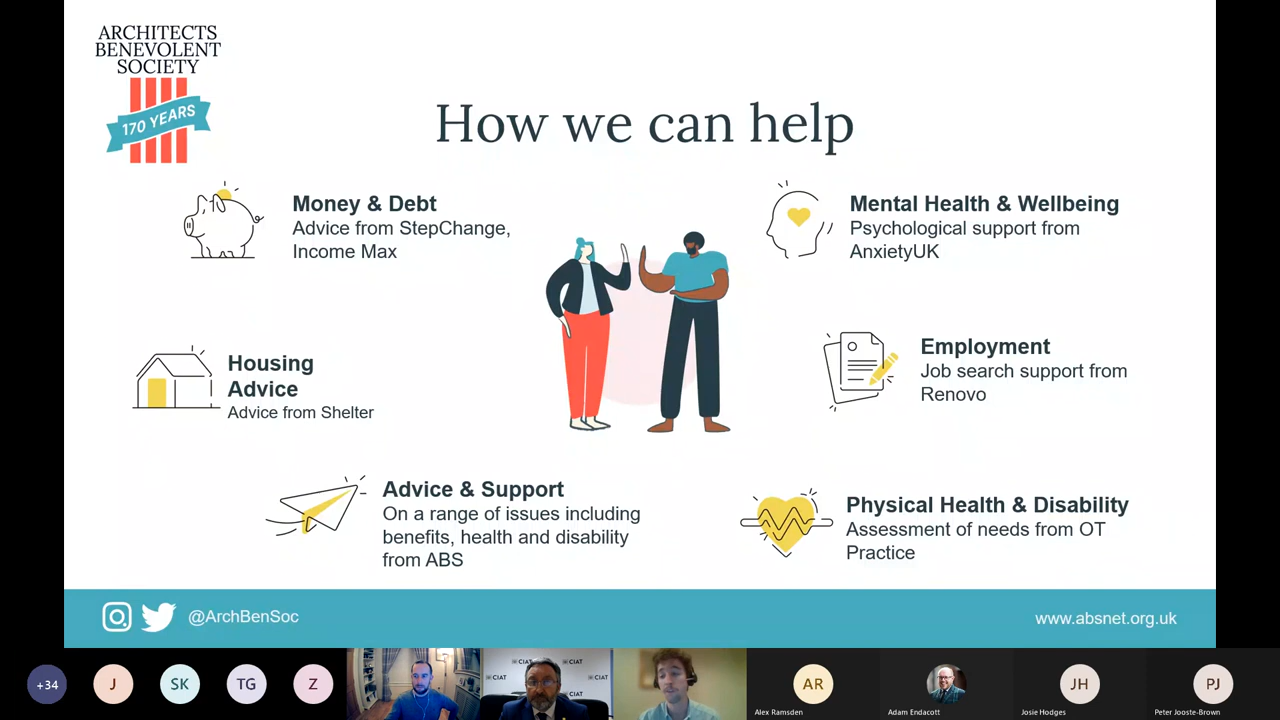 ARCHITECTS
BENEVOLENT
SOCIETY
170 YEARS
How we can help
Money & Debt
Advice from StepChange,
Income Max
Mental Health & Wellbeing
Psychological support from
AnxietyUK
Housing
Advice
Advice from Shelter
Employment
Job search support from
Renovo
Advice & Support
On a range of issues including
benefits, health and disability
from ABS
Physical Health & Disability
Assessment of needs from OT
Practice
@ArchBenSoc
www.absnet.org.uk
+34
J
SK
TG
Z
CIAT
CIAT
CIAT
CIAT
AR
JH
PJ
Alex Ramsden
Adam Endacott
Josie Hodges
Peter Jooste-Brown